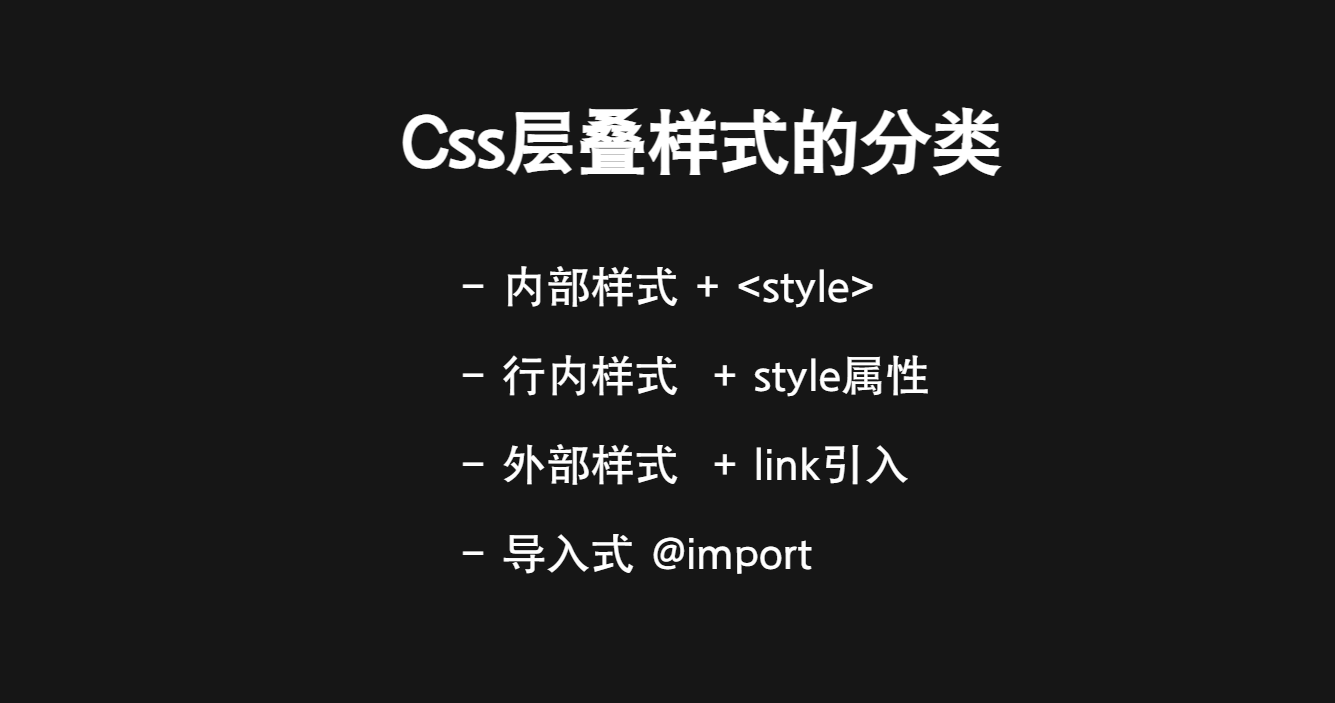 Css层叠样式的分类
- 内部样式 + <style>
- 行内样式 + style属性
- 外部样式 + link引入
- 导入式 @import